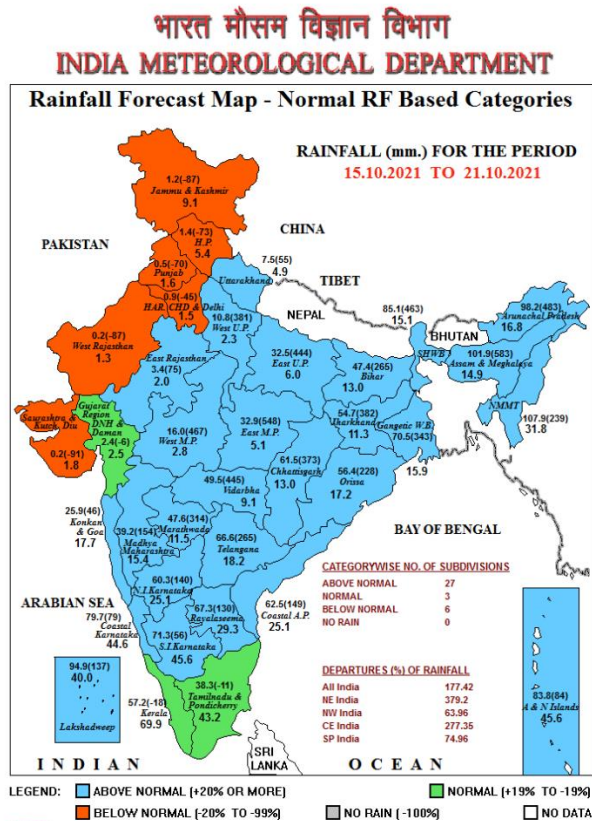 भारत मौसम विज्ञान विभाग
INDIA METEOROLOGICAL DEPARTMENT
Rainfall Forecast Map - Normal RF Based Categories
RAINFALL (mm.) FOR THE PERIOD
15.10.2021 TO 21.10.2021
1.2(-87)
Jammu & Kashmir
9.1
1.4(-73)
H.P.
5.4
CHINA
PAKISTAN
0.5(-70)
Punjab
1.6
7.5(55)
4.9
Uttarakhand
TIBET
0.9(-45)
HAR. CHD & Delhi
1.5
NEPAL
10.8(381)
West U.P.
2.3
85.1(463)
15.1
SHWB
BHUTAN
98.2(483)
Arunachal Pradesh
16.8
0.2(-87)
West Rajasthan
1.3
East Rajasthan
3.4(75)
2.0
32.5(444)
East U.P.
6.0
47.4(265)
Bihar
13.0
101.9(583)
Assam & Meghalaya
14.9
NMMT
107.9(239)
31.8
Saurashtra &
Kutch, Diu
0.2(-91)
1.8
Gujarat
Region
DNH &
Daman
2.4(-6)
2.5
16.0(467)
West M.P.
2.8
32.9(548)
East M.P.
5.1
54.7(382)
Jharkhand
11.3
Gangetic W.B.
70.5(343)
15.9
61.5(373)
Chhattisgarh
13.0
56.4(228)
Orissa
17.2
49.5(445)
Vidarbha
9.1
25.9(46)
Konkan
& Goa
17.7
39.2(154)
Madhya
Maharashtra
15.4
47.6(314)
Marathwada
11.5
66.6(265)
Telangana
18.2
BAY OF BENGAL
60.3(140)
N.I.Karnataka
25.1
67.3(130)
Rayalaseema
29.3
62.5(149)
Coastal A.P.
25.1
ARABIAN SEA
79.7(79)
Coastal
Karnataka
44.6
71.3(56)
S.I.Karnataka
45.6
94.9(137)
40.0
Lakshadweep
57.2(-18)
Kerala
69.9
38.3(-11)
Tamilnadu &
Pondicherry
43.2
83.8(84)
A & N Islands
45.6
CATEGORYWISE NO. OF SUBDIVISIONS
ABOVE NORMAL 27
NORMAL 3
BELOW NORMAL 6
NO RAIN 0
DEPARTURES (%) OF RAINFALL
All India 177.42
NE India 379.2
NW India 63.96
CE India 277.35
SP India 74.96
SRI
LANKA
INDIAN OCEAN
LEGEND: ABOVE NORMAL (+20% OR MORE) NORMAL (+19% TO -19%)
BELOW NORMAL (-20% TO -99%) NO RAIN (-100%) NO DATA